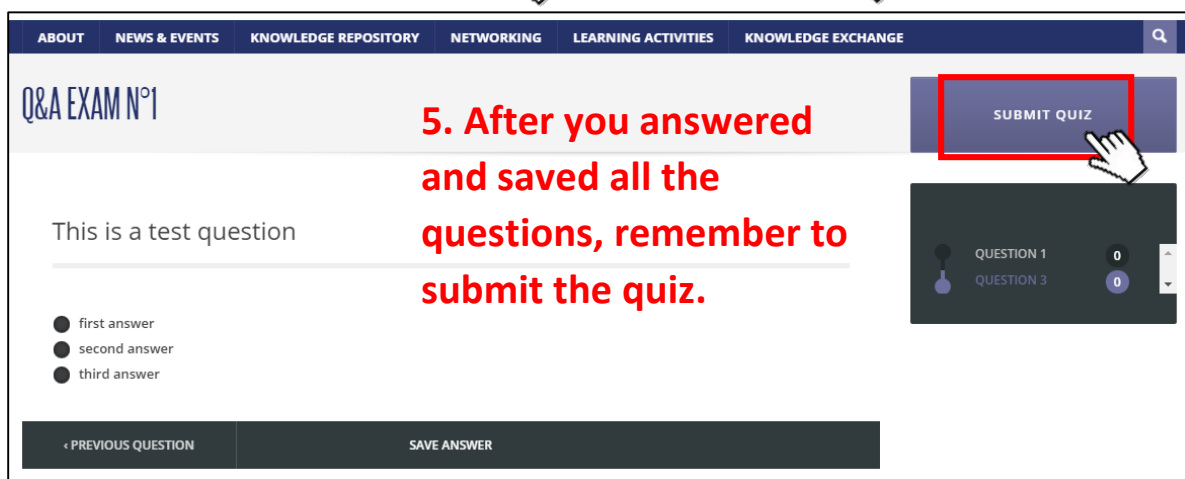 ABOUT NEWS & EVENTS KNOWLEDGE REPOSITORY NETWORKING LEARNING ACTIVITIES KNOWLEDGE EXCHANGE
Q&A EXAM N°1
SUBMIT QUIZ
5. After you answered
and saved all the
questions, remember to
submit the quiz.
This is a test question
QUESTION 1 0
QUESTION 3 0
first answer
second answer
third answer
‹ PREVIOUS QUESTION SAVE ANSWER